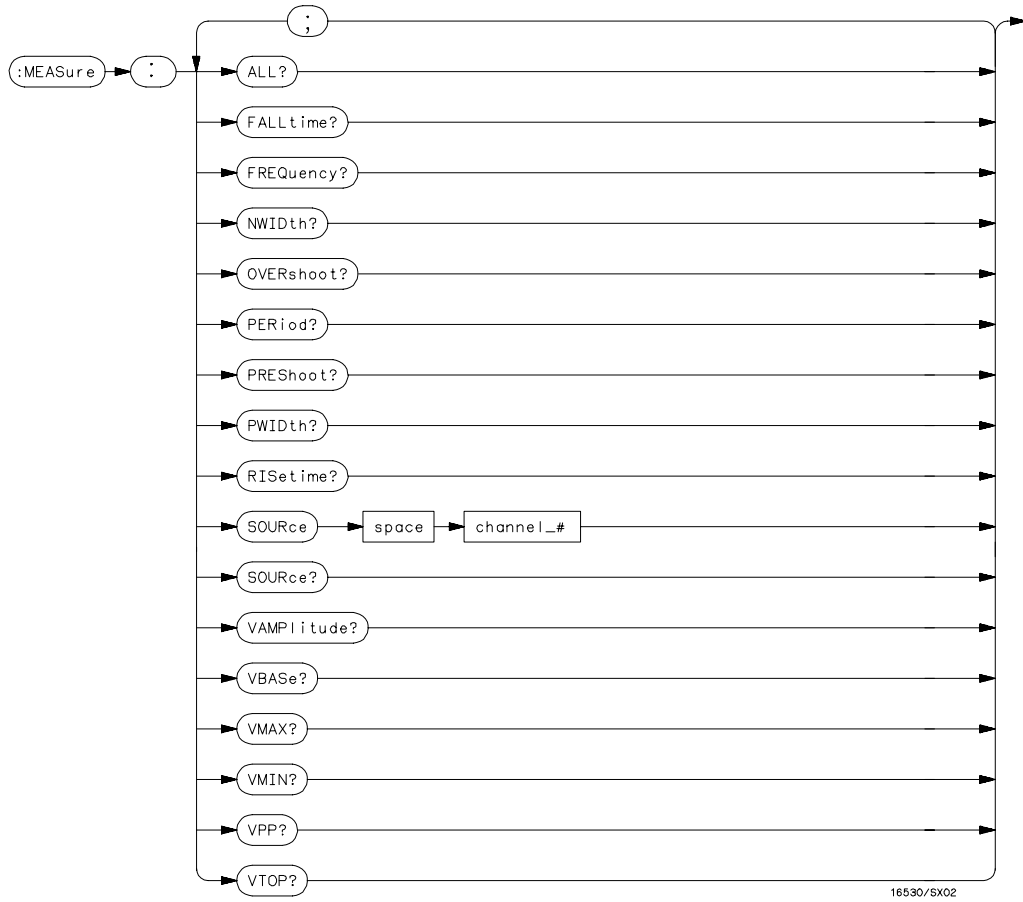 ;
:MEASure : ALL?
FALLtime?
FREQuency?
NWIDth?
OVERshoot?
PERiod?
PREShoot?
PWIDth?
RISetime?
SOURce space channel_#
SOURce?
VAMPlitude?
VBASe?
VMAX?
VMIN?
VPP?
VTOP?
16530/SX02